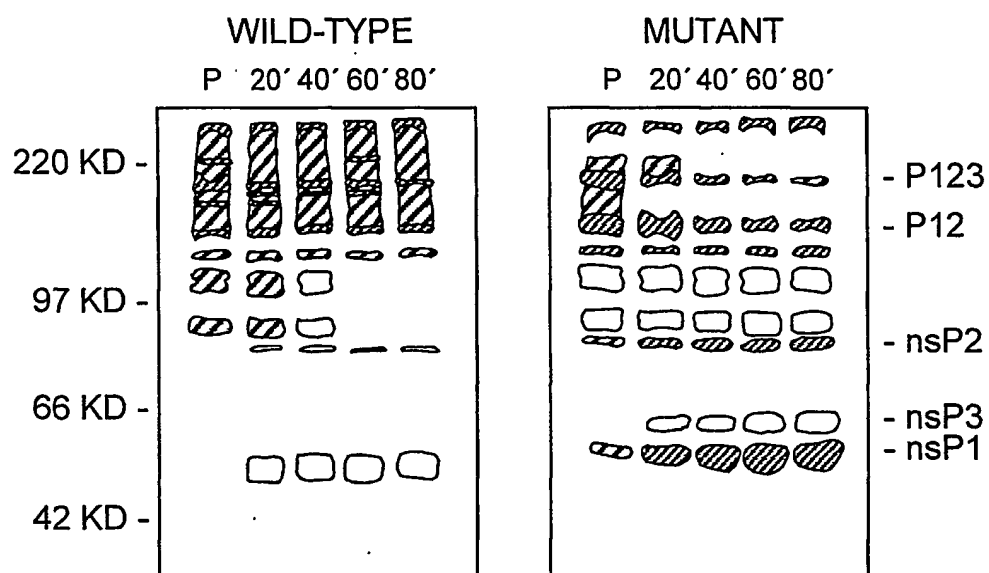 WILD-TYPE MUTANT
P 20´ 40´ 60´ 80´ P 20´ 40´ 60´ 80´
220 KD - - P123
- P12
97 KD -
- nsP2
66 KD - - nsP3
- nsP1
42 KD -